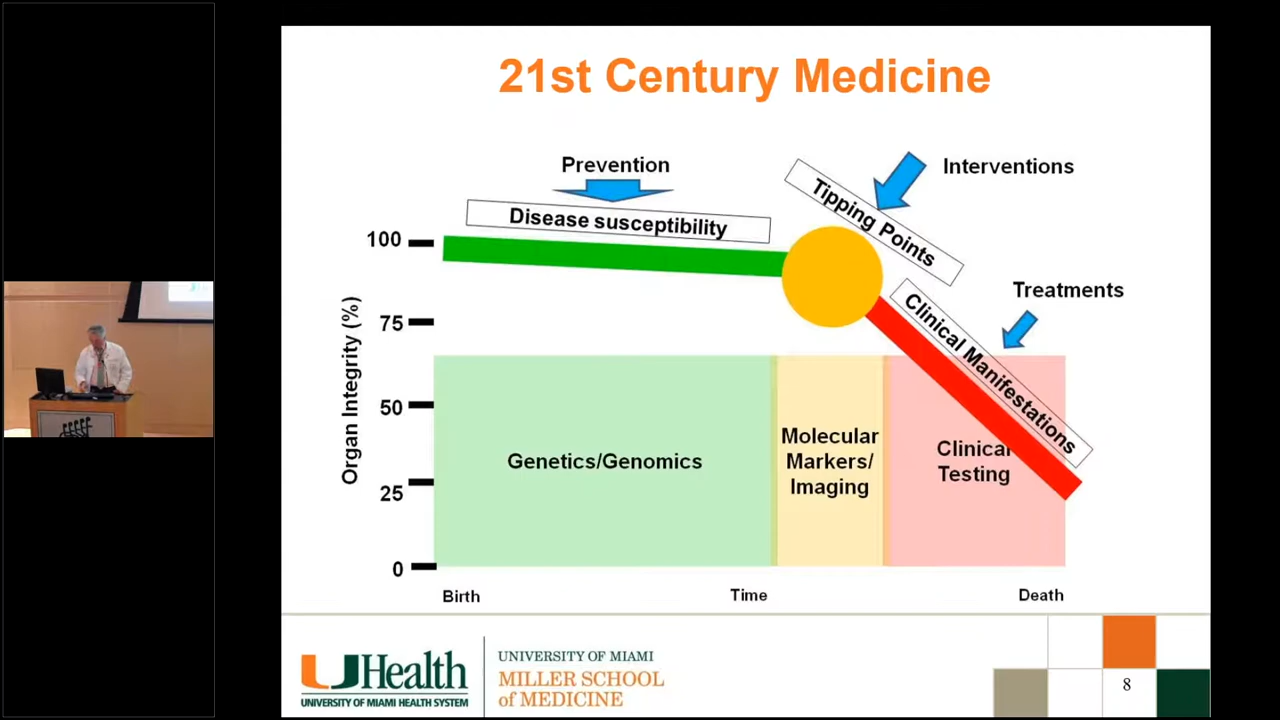 21st Century Medicine
Prevention
Interventions
Disease susceptibility
Tipping Points
Treatments
Clinical Manifestations
Organ Integrity (%)
100
75
50
25
0
Genetics/Genomics
Molecular
Markers/
Imaging
Clinical
Testing
Birth
Time
Death
UHealth
UNIVERSITY OF MIAMI HEALTH SYSTEM
UNIVERSITY OF MIAMI
MILLER SCHOOL
of MEDICINE
8